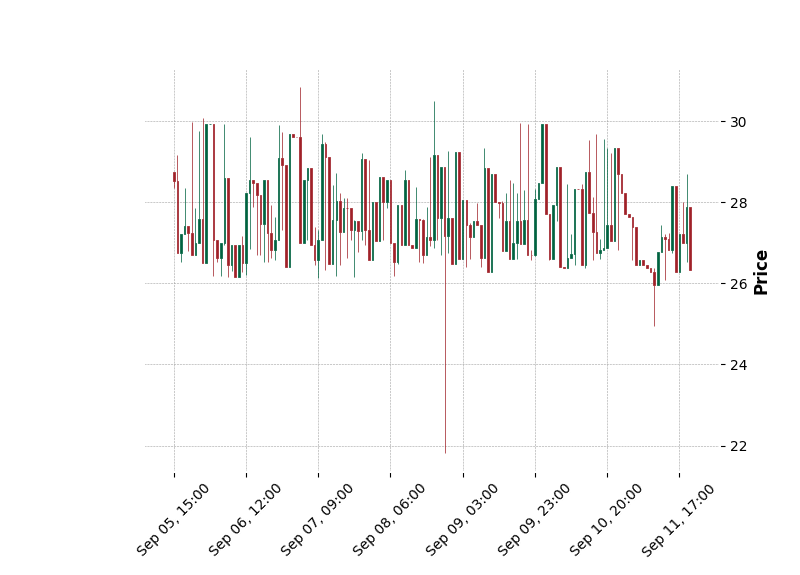 30
28
26
24
22
Price
Sep 05, 15:00
Sep 06, 12:00
Sep 07, 09:00
Sep 08, 06:00
Sep 09, 03:00
Sep 09, 23:00
Sep 10, 20:00
Sep 11, 17:00